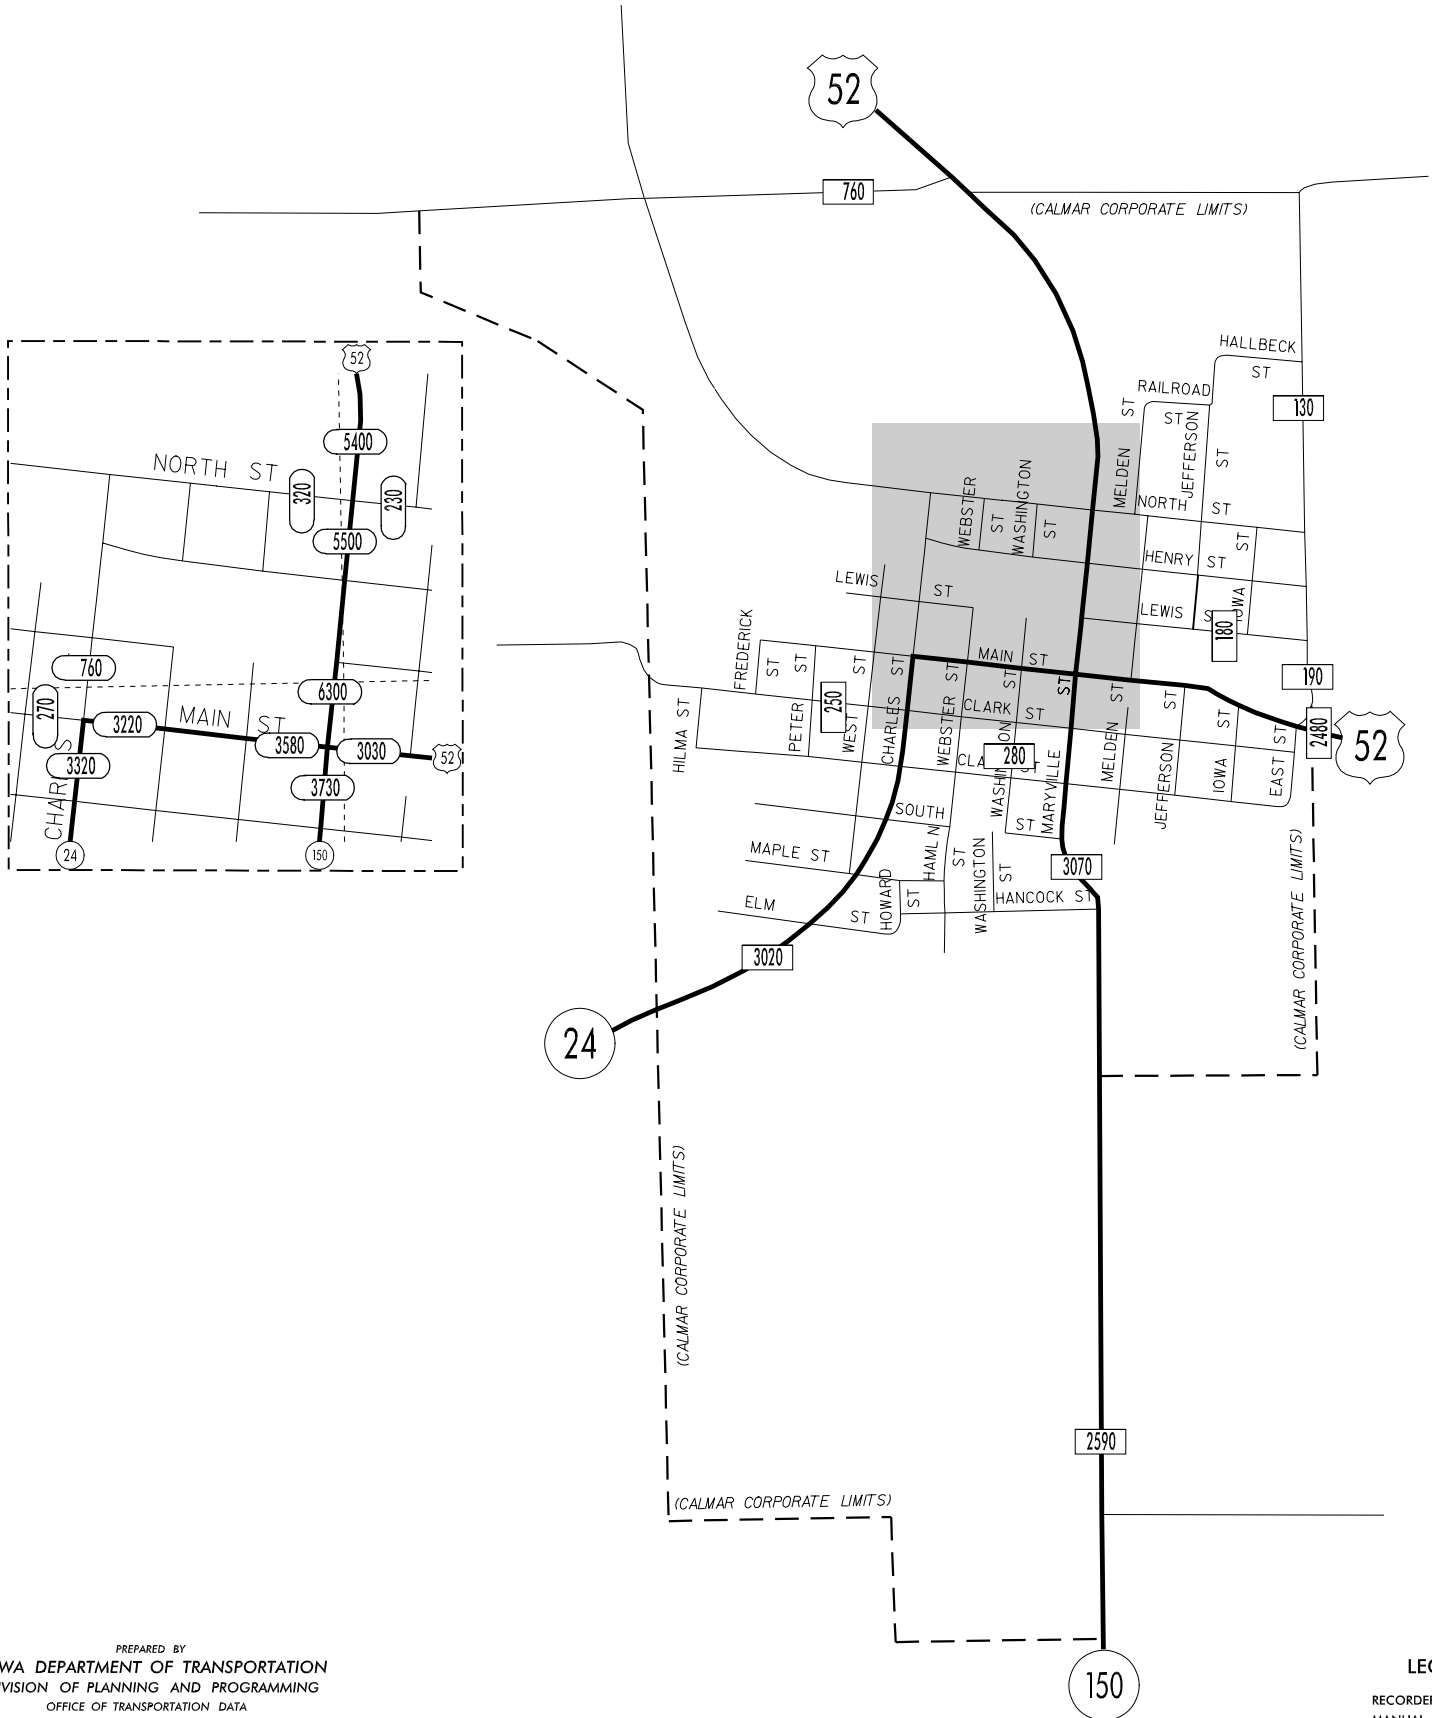 52
760
(CALMAR CORPORATE LIMITS)
HALLBECK
ST
RAILROAD
ST
130
ST
JEFFERSON
ST
MELDEN
ST
NORTH
ST
WEBSTER
ST
WASHINGTON
ST
HENRY
ST
ST
LEWIS
ST
LEWIS
180
FREDERICK
ST
ST
ST
ST
MAIN
ST
190
HILMA ST
PETER
250
WEST
CHARLES
WEBSTER
ST
ST
CLARK
ST
ST
ST
MELDEN
ST
JEFFERSON
ST
IOWA
ST
EAST
2480
52
280
MARYVILLE
SOUTH
ST
MAPLE ST
ST
WASHINGTON
ST
3070
ELM
ST
HOWARD
ST
HANCOCK ST
3020
24
(CALMAR CORPORATE LIMITS)
(CALMAR CORPORATE LIMITS)
2590
(CALMAR CORPORATE LIMITS)
150
52
5400
NORTH ST
320
230
5500
760
270
6300
3220
MAIN ST
3580
3030
52
3320
3730
24
150
PREPARED BY
WA DEPARTMENT OF TRANSPORTATION
VISION OF PLANNING AND PROGRAMMING
OFFICE OF TRANSPORTATION DATA